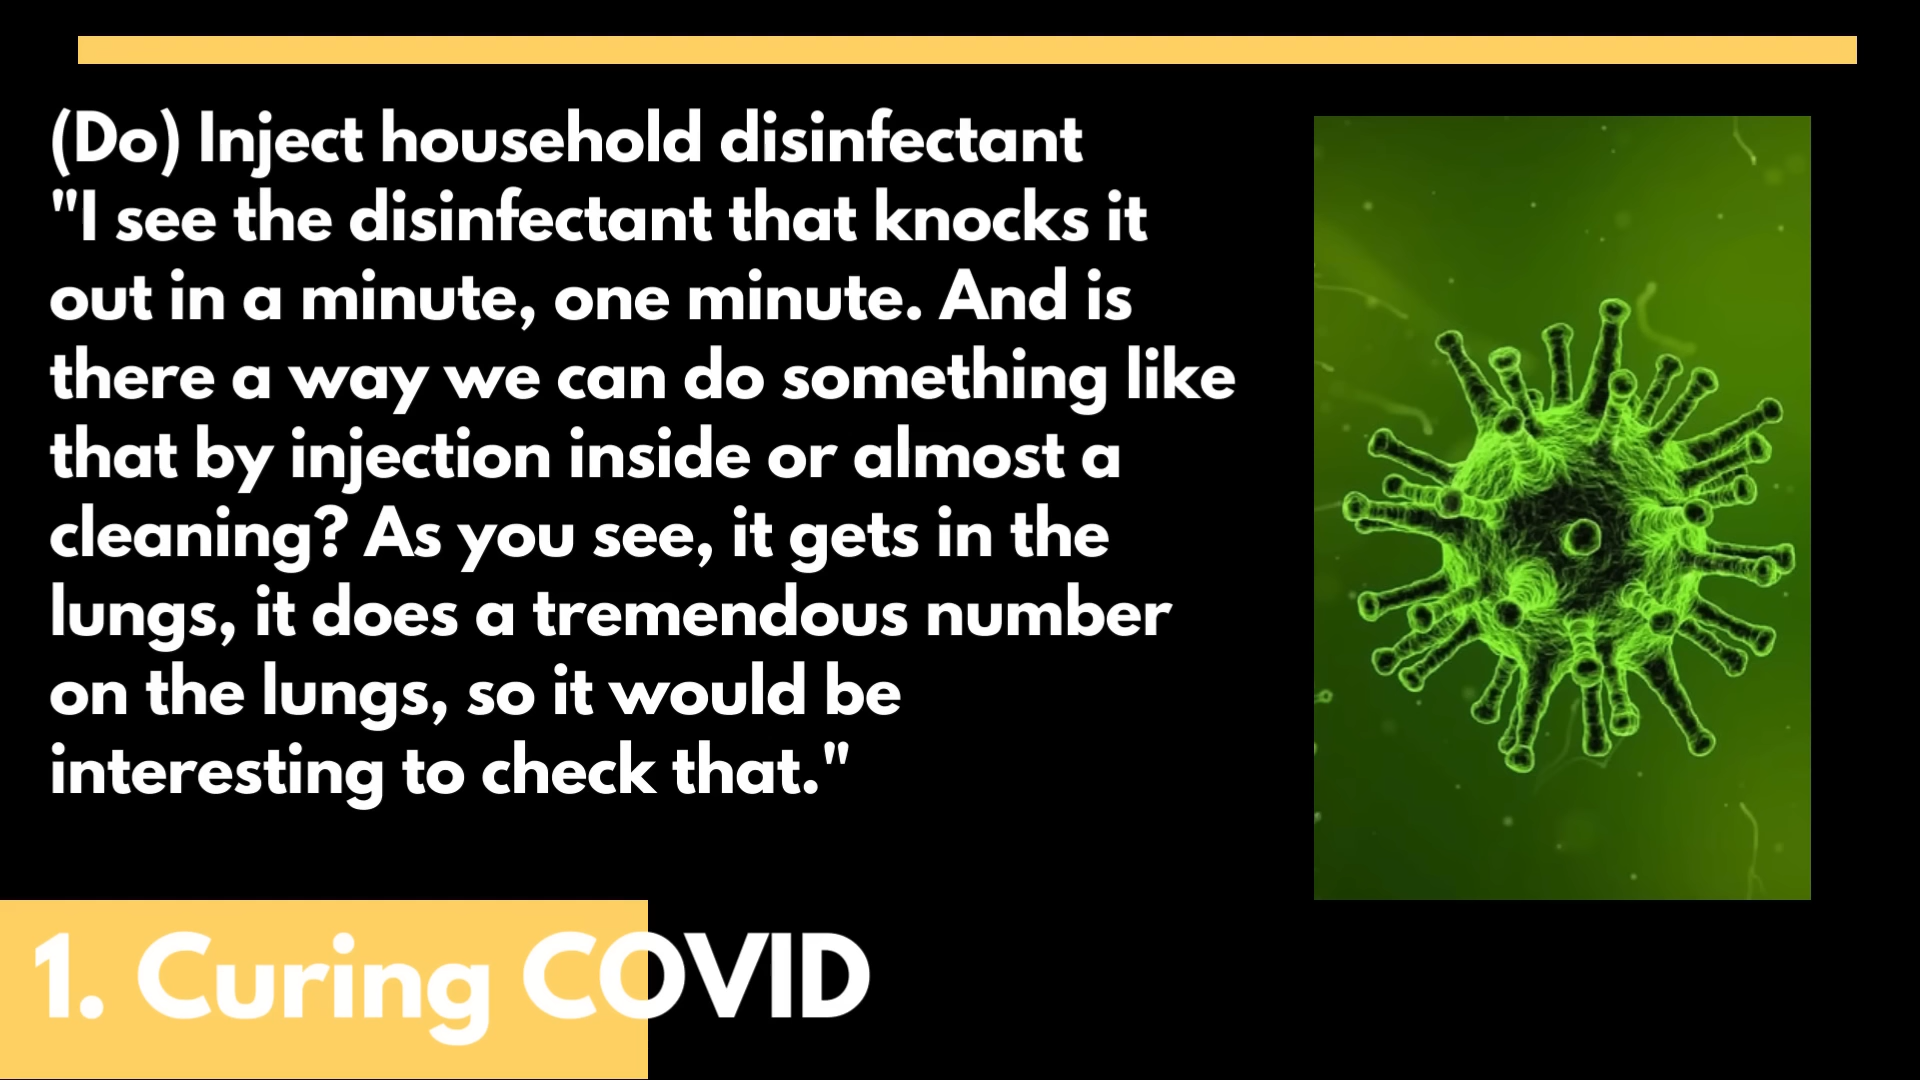 (Do) Inject household disinfectant
"I see the disinfectant that knocks it
out in a minute, one minute. And is
there a way we can do something like
that by injection inside or almost a
cleaning? As you see, it gets in the
lungs, it does a tremendous number
on the lungs, so it would be
interesting to check that."
1. Curing COVID